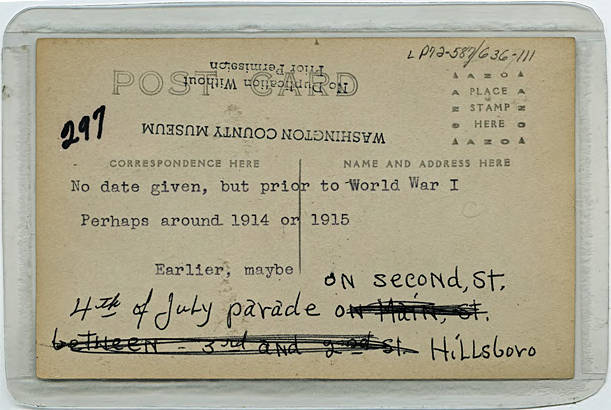 LP72-587/636-111
No Duplication Without
Prior Permission
POST CARD
AZO
PLACE
STAMP
HERE
AZO
297
WASHINGTON COUNTY MUSEUM
CORRESPONDENCE HERE
NAME AND ADDRESS HERE
No date given, but prior to World War I
Perhaps around 1914 or 1915
Earlier, maybe
ON second, St.
4th of July parade on Main, St.
between - 3rd and 2nd St. Hillsboro